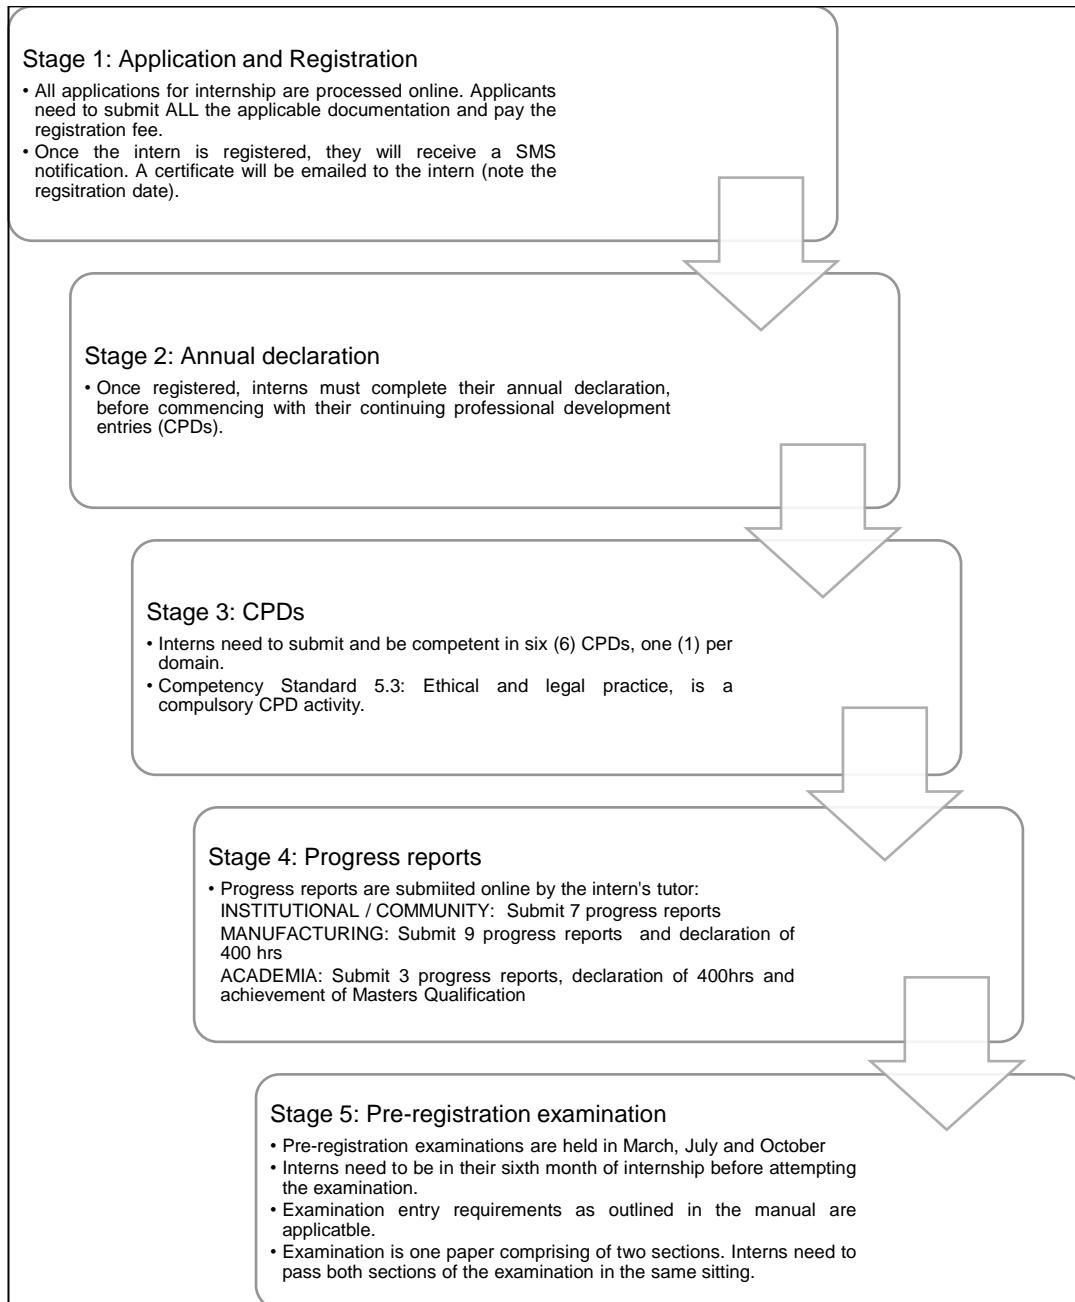 Stage 1: Application and Registration
• All applications for internship are processed online. Applicants
need to submit ALL the applicable documentation and pay the
registration fee.
• Once the intern is registered, they will receive a SMS
notification. A certificate will be emailed to the intern (note the
regsitration date).
Stage 2: Annual declaration
• Once registered, interns must complete their annual declaration,
before commencing with their continuing professional development
entries (CPDs).
Stage 3: CPDs
• Interns need to submit and be competent in six (6) CPDs, one (1) per
domain.
• Competency Standard 5.3: Ethical and legal practice, is a
compulsory CPD activity.
Stage 4: Progress reports
• Progress reports are submiited online by the intern's tutor:
INSTITUTIONAL / COMMUNITY: Submit 7 progress reports
MANUFACTURING: Submit 9 progress reports and declaration of
400 hrs
ACADEMIA: Submit 3 progress reports, declaration of 400hrs and
achievement of Masters Qualification
Stage 5: Pre-registration examination
• Pre-registration examinations are held in March, July and October
• Interns need to be in their sixth month of internship before attempting
the examination.
• Examination entry requirements as outlined in the manual are
applicatble.
• Examination is one paper comprising of two sections. Interns need to
pass both sections of the examination in the same sitting.